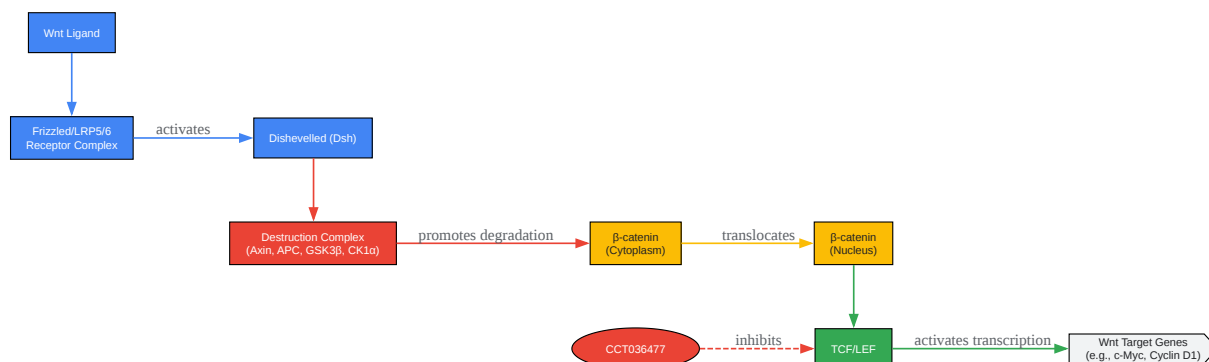 Wnt Ligand
Frizzled/LRP5/6
Receptor Complex
activates
Dishevelled (Dsh)
Destruction Complex
(Axin, APC, GSK3β, CK1α)
promotes degradation
β-catenin
(Cytoplasm)
translocates
β-catenin
(Nucleus)
CCT036477
inhibits
TCF/LEF
activates transcription
Wnt Target Genes
(e.g., c-Myc, Cyclin D1)